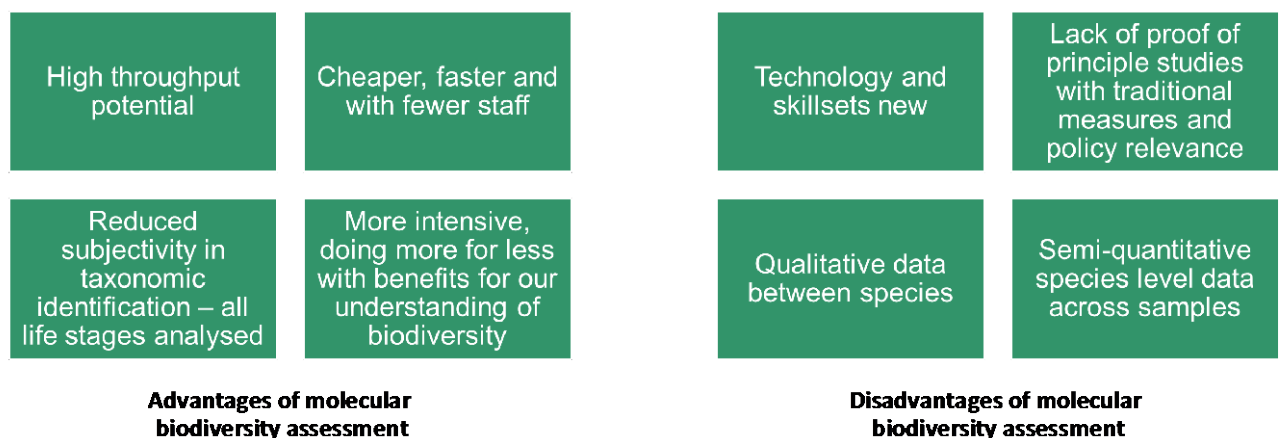 High throughput
potential
Cheaper, faster and
with fewer staff
Reduced
subjectivity in
taxonomic
identification – all
life stages analysed
More intensive,
doing more for less
with benefits for our
understanding of
biodiversity
Advantages of molecular
biodiversity assessment
Technology and
skillsets new
Lack of proof of
principle studies
with traditional
measures and
policy relevance
Qualitative data
between species
Semi-quantitative
species level data
across samples
Disadvantages of molecular
biodiversity assessment